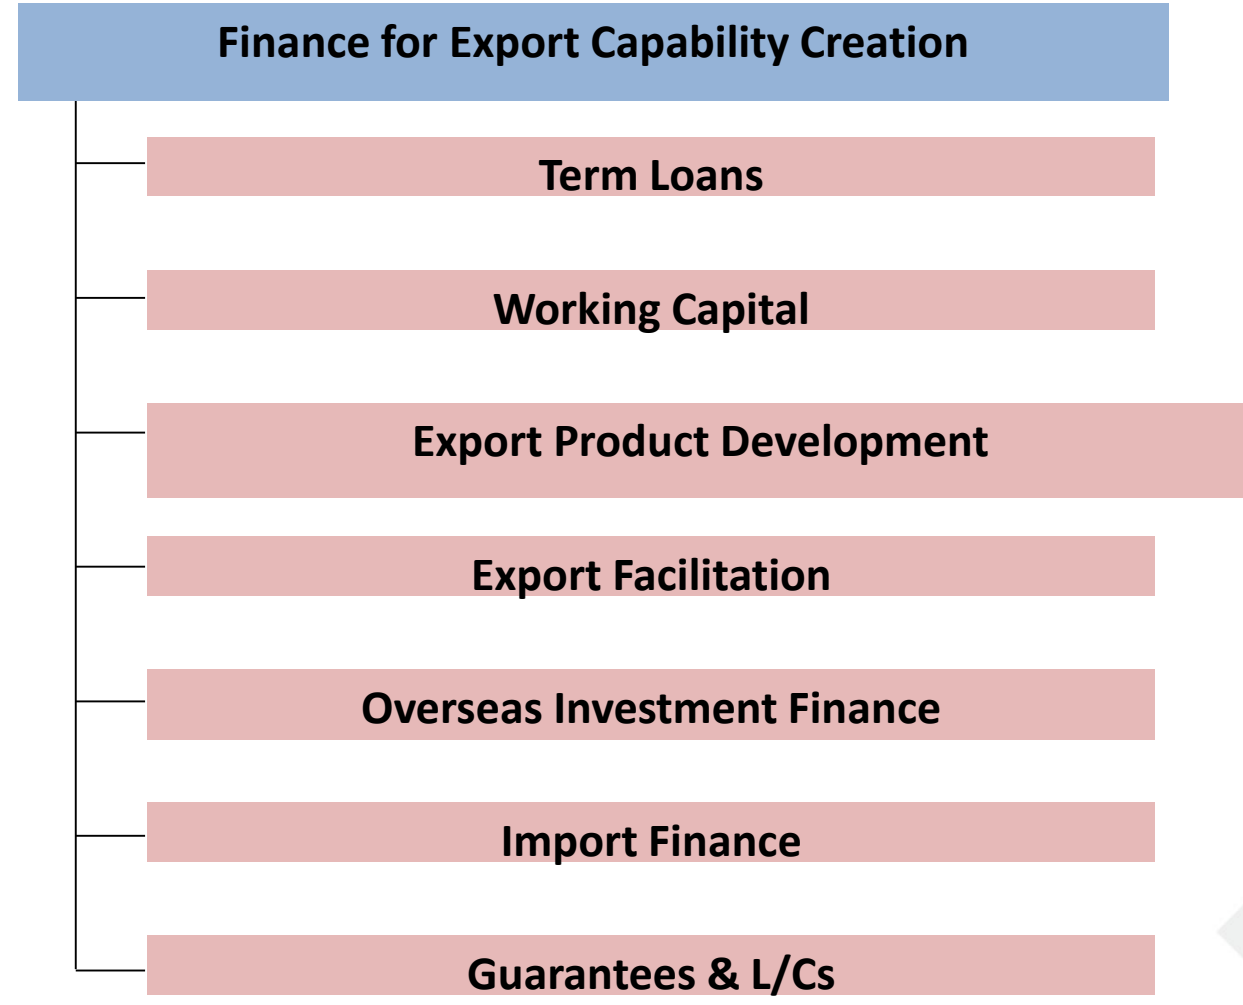 Finance for Export Capability Creation
Term Loans
Working Capital
Export Product Development
Export Facilitation
Overseas Investment Finance
Import Finance
Guarantees & L/Cs